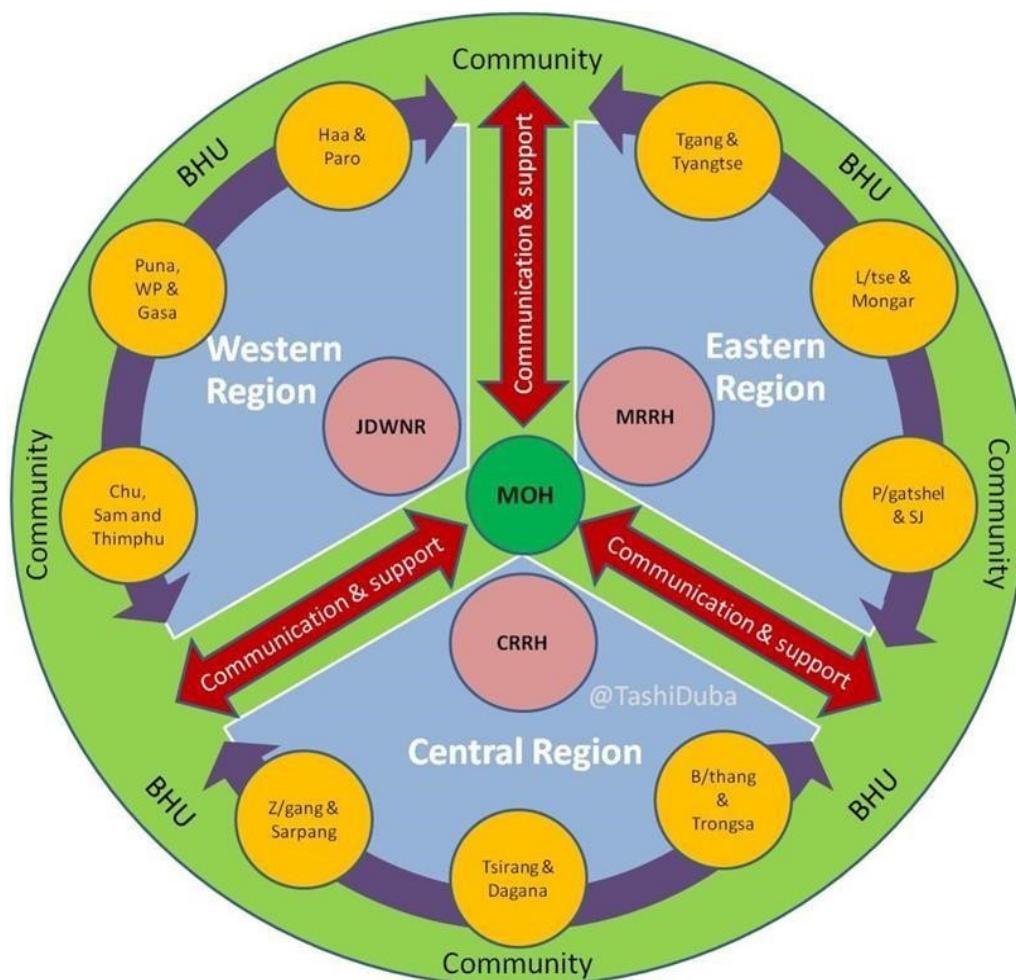 Community
BHU
Haa &
Paro
Communication & support
Tgang &
Tyangtse
BHU
Puna,
WP &
Gasa
L/tse &
Mongar
Western
Region
Eastern
Region
JDWNR
MRRH
MOH
Community
Chu,
Sam and
Thimphu
P/gatshel
& SJ
Community
Communication & support
Communication & support
CRRH
@TashiDuba
Central Region
BHU
Z/gang &
Sarpang
B/thang
&
Trongsa
BHU
Tsirang &
Dagana
Community